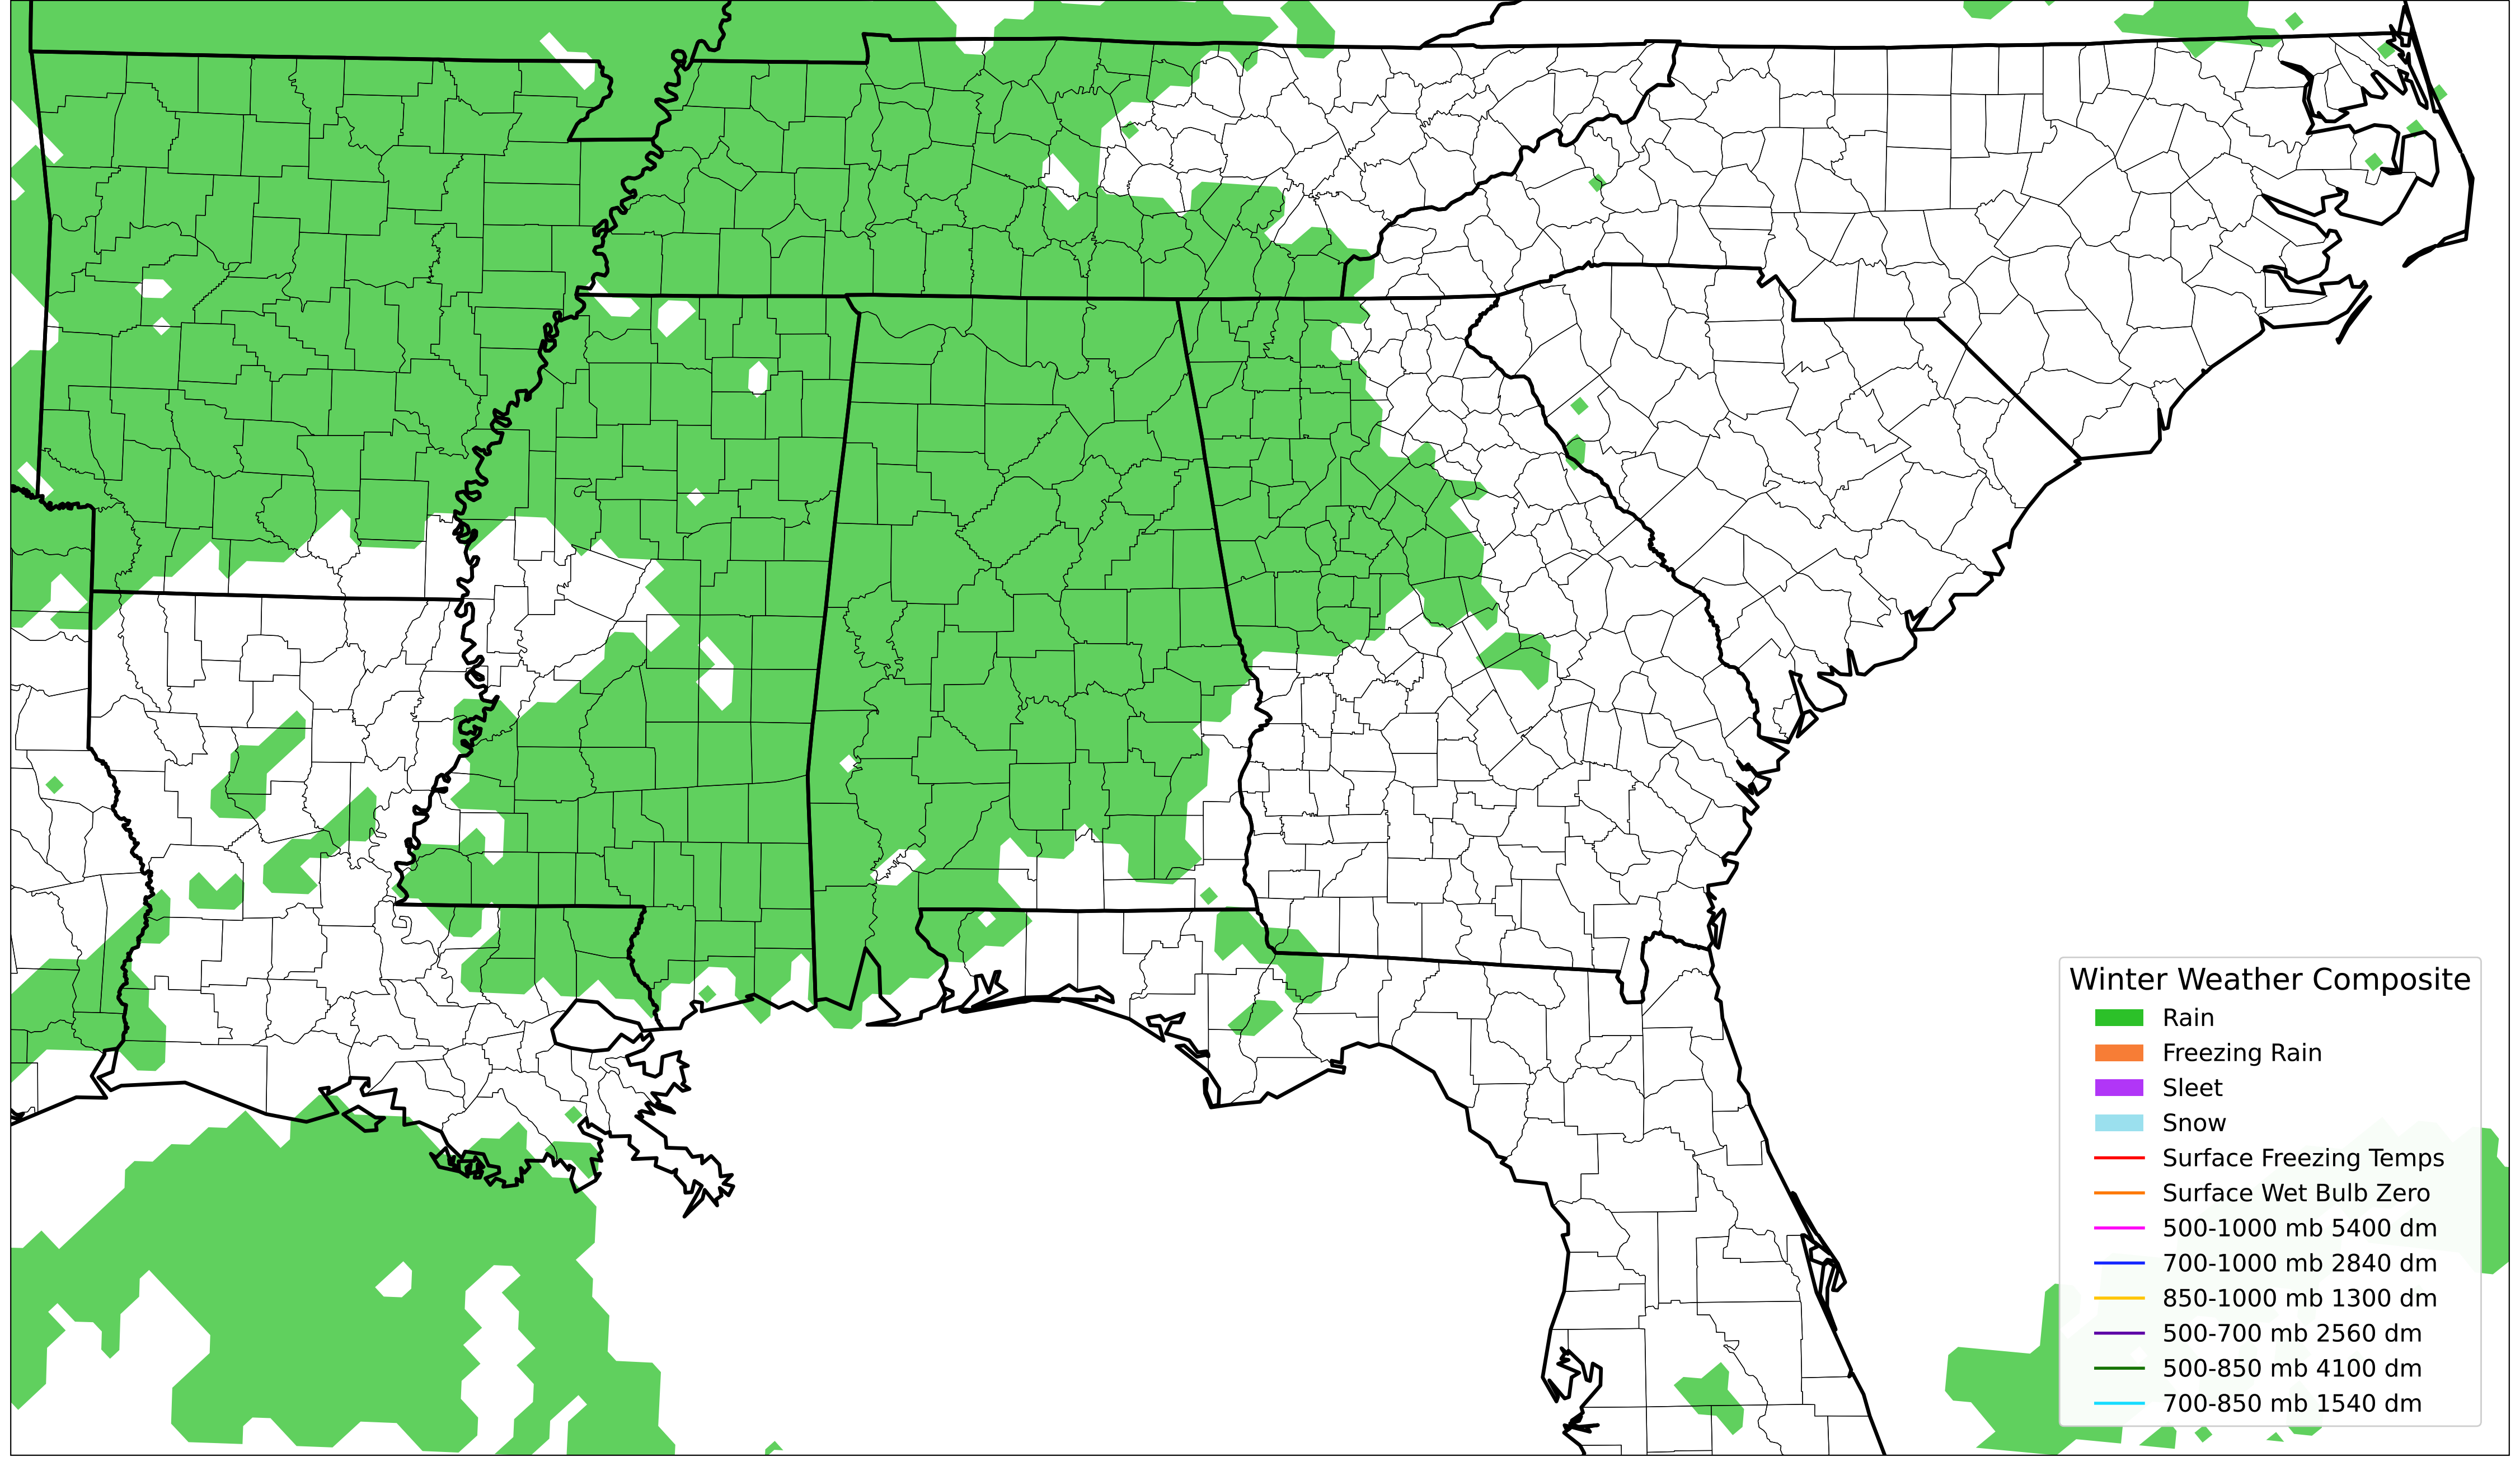 Winter Weather Composite
Rain
Freezing Rain
Sleet
Snow
Surface Freezing Temps
Surface Wet Bulb Zero
500-1000 mb 5400 dm
700-1000 mb 2840 dm
850-1000 mb 1300 dm
500-700 mb 2560 dm
500-850 mb 4100 dm
700-850 mb 1540 dm